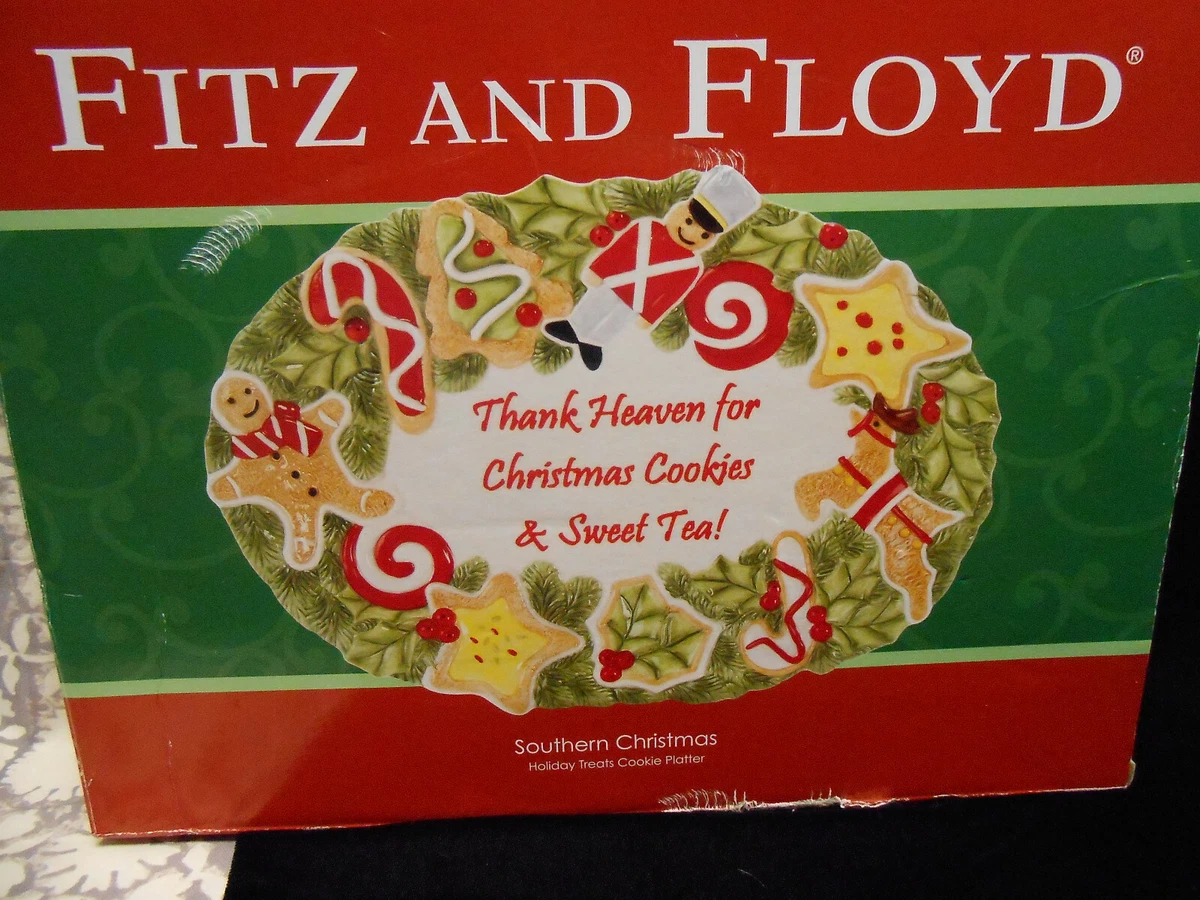 FITZ AND FLOYD®
Thank Heaven for
Christmas Cookies
& Sweet Tea!
Southern Christmas
Holiday Treats Cookie Platter